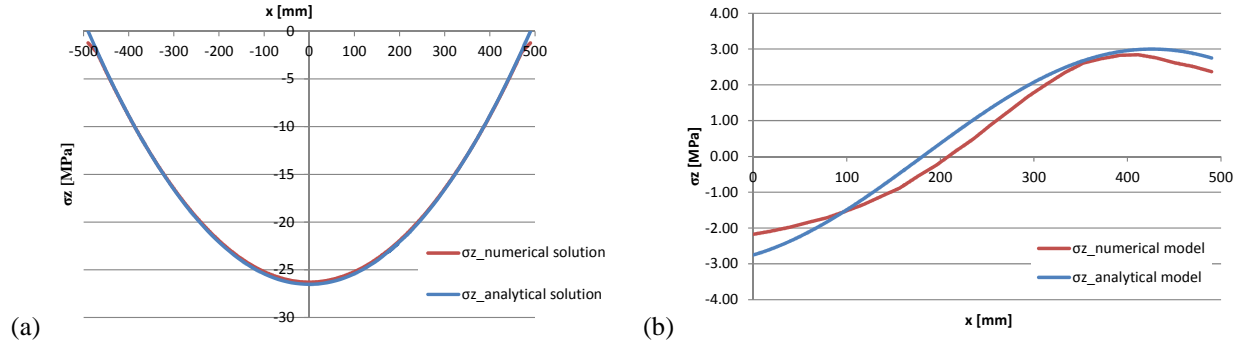 x [mm]
0
-500 -400 -300 -200 -100 0 100 200 300 400 500
-5
-10
-15
-20
-25
-30
σz [MPa]
σz_numerical solution
σz_analytical solution
(a)
4.00
3.00
2.00
1.00
0.00
-1.00
-2.00
-3.00
-4.00
0 100 200 300 400 500
σz [MPa]
σz_numerical model
σz_analytical model
x [mm]
(b)